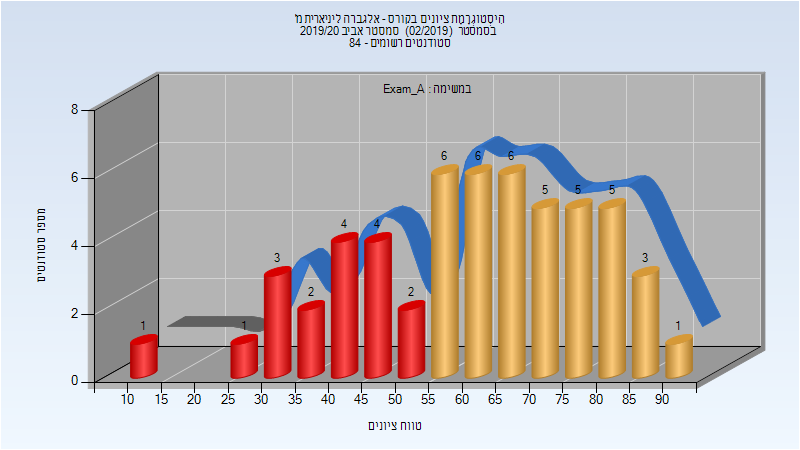 היסטוגרמת ציונים בקורס - אלגברה ליניארית מ'
בסמסטר (02/2019) סמסטר אביב 2019/20
סטודנטים רשומים - 84
במשימה : Exam_A
מספר סטודנטים
8
6
4
2
0
1
1
3
2
4
4
2
6
6
6
5
5
5
3
1
10 15 20 25 30 35 40 45 50 55 60 65 70 75 80 85 90
טווח ציונים